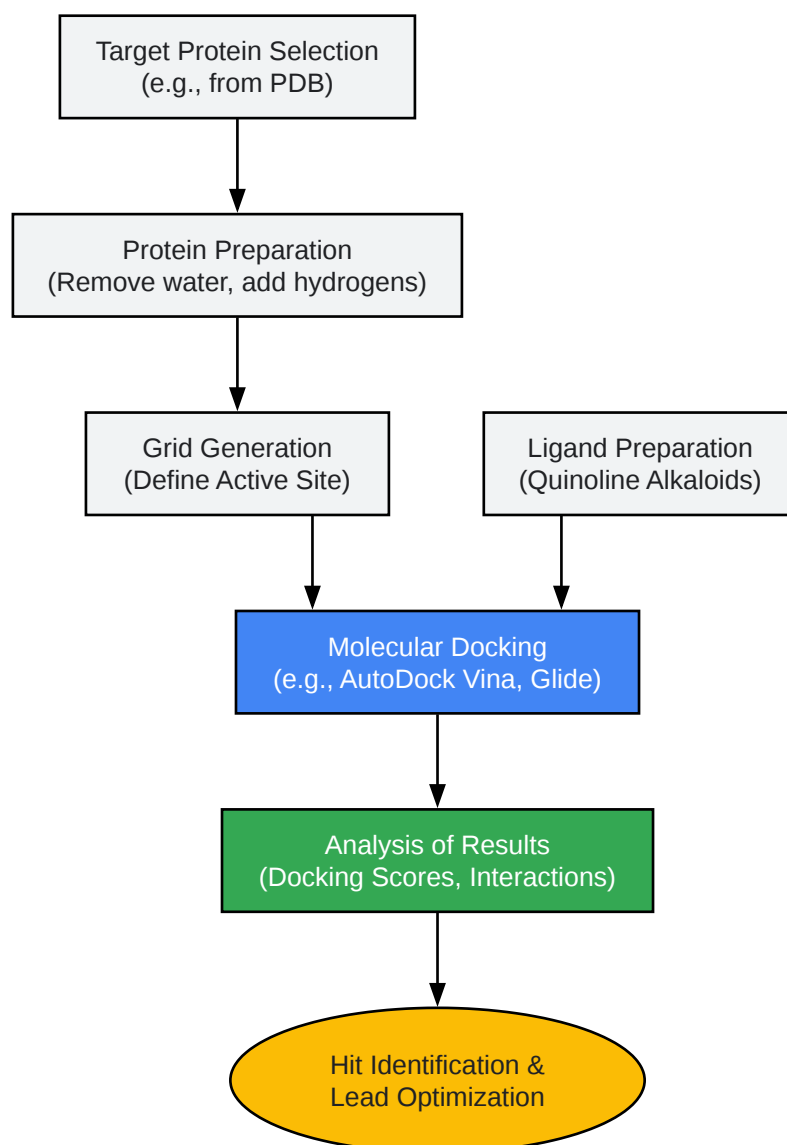 Target Protein Selection
(e.g., from PDB)
Protein Preparation
(Remove water, add hydrogens)
Grid Generation
(Define Active Site)
Ligand Preparation
(Quinoline Alkaloids)
Molecular Docking
(e.g., AutoDock Vina, Glide)
Analysis of Results
(Docking Scores, Interactions)
Hit Identification &
Lead Optimization